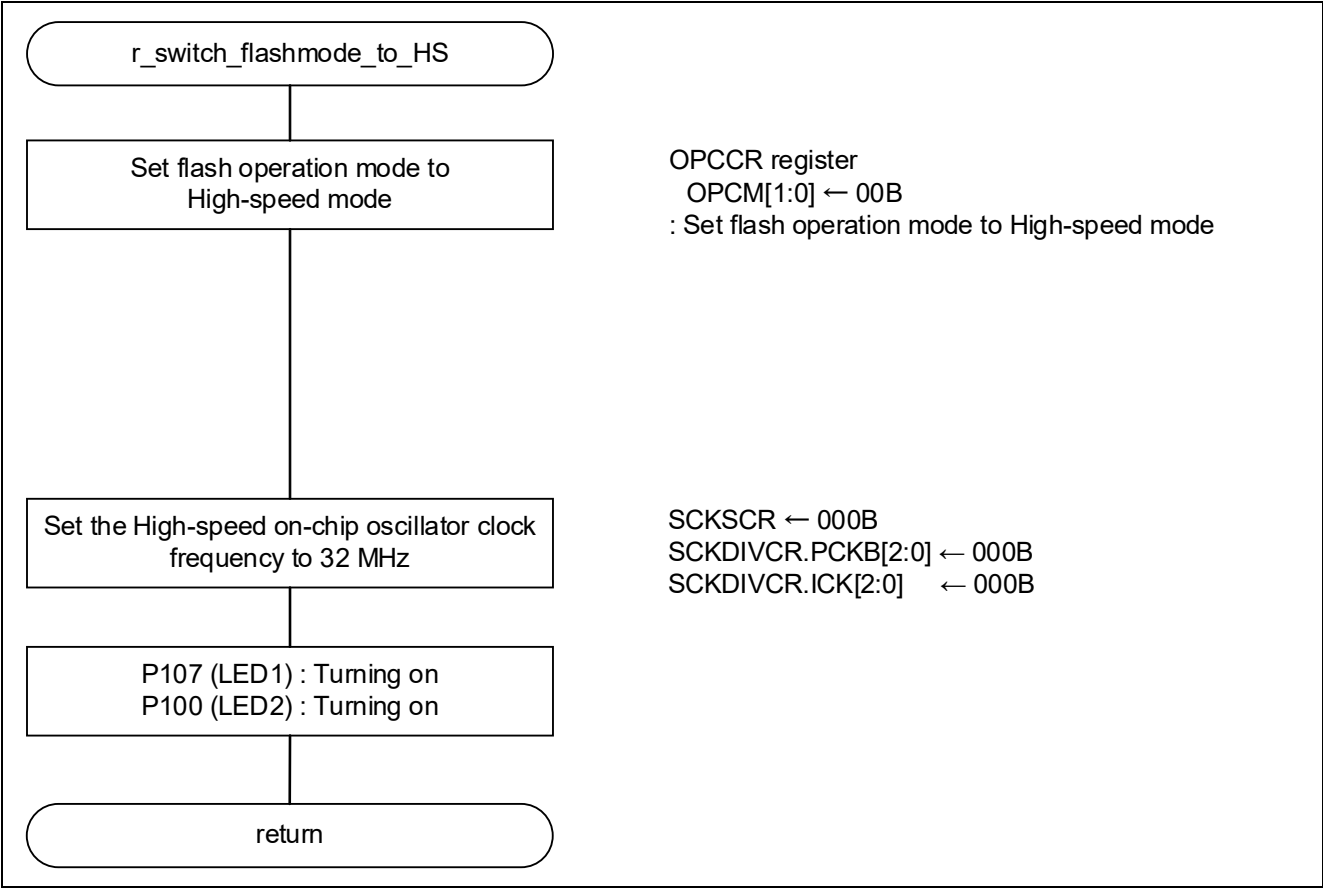 r_switch_flashmode_to_HS
Set flash operation mode to
High-speed mode
OPCCR register
OPCM[1:0] ← 00B
: Set flash operation mode to High-speed mode
Set the High-speed on-chip oscillator clock
frequency to 32 MHz
SCKSCR ← 000B
SCKDIVCR.PCKB[2:0] ← 000B
SCKDIVCR.ICK[2:0] ← 000B
P107 (LED1) : Turning on
P100 (LED2) : Turning on
return